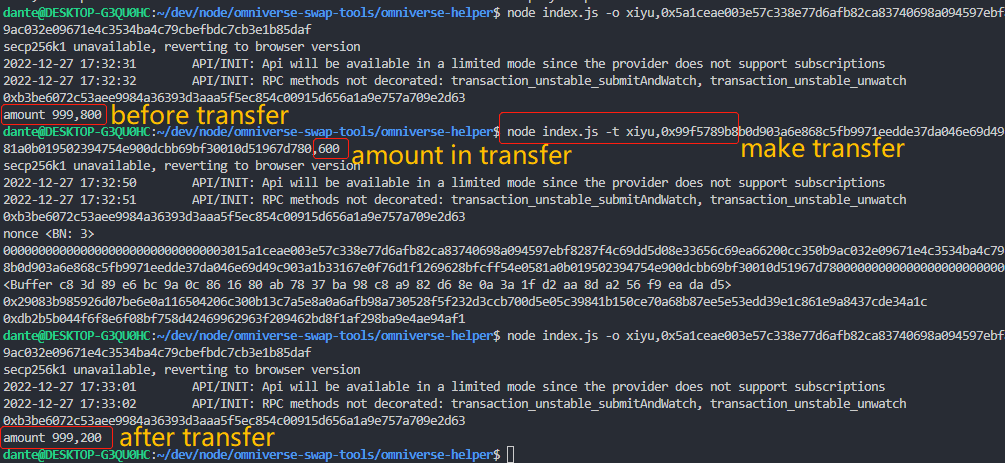 dante@DESKTOP-G3QU0HC:~/dev/node/omniverse-swap-tools/omniverse-helper$ node index.js -o xiyu,0x5a1ceae003e57c338e77d6afb82ca83740698a094597ebf
9ac032e09671e4c3534ba4c79cbefbdc7cb3e1b85daf
secp256k1 unavailable, reverting to browser version
2022-12-27 17:32:31 API/INIT: Api will be available in a limited mode since the provider does not support subscriptions
2022-12-27 17:32:32 API/INIT: RPC methods not decorated: transaction_unstable_submitAndWatch, transaction_unstable_unwatch
0xb3be6072c53aee9984a36393d3aaa5f5ec854c00915d656a1a9e757a709e2d63
amount 999,800 before transfer
dante@DESKTOP-G3QU0HC:~/dev/node/omniverse-swap-tools/omniverse-helper$ node index.js -t xiyu,0x99f5789b8b0d903a6e868c5fb9971eedde37da046e69d49
81a0b019502394754e900dcbb69bf30010d51967d780,600 amount in transfer make transfer
secp256k1 unavailable, reverting to browser version
2022-12-27 17:32:50 API/INIT: Api will be available in a limited mode since the provider does not support subscriptions
2022-12-27 17:32:51 API/INIT: RPC methods not decorated: transaction_unstable_submitAndWatch, transaction_unstable_unwatch
0xb3be6072c53aee9984a36393d3aaa5f5ec854c00915d656a1a9e757a709e2d63
nonce <BN: 3>
00000000000000000000000000000003015a1ceae003e57c338e77d6afb82ca83740698a094597ebf8287f4c69dd5d08e33656c69ea66200cc350b9ac032e09671e4c3534ba4c79
8b0d903a6e868c5fb9971eedde37da046e69d49c903a1b33167e0f76d1f1269628bfcff54e0581a0b019502394754e900dcbb69bf30010d51967d78000000000000000000000000
<Buffer c8 3d 89 e6 bc 9a 0c 86 16 80 ab 78 37 ba 98 c8 a9 82 d6 8e 0a 3a 1f d2 aa 8d a2 56 f9 ea da d5>
0x29083b985926d07be6e0a116504206c300b13c7a5e8a0a6afb98a730528f5f232d3ccb700d5e05c39841b150ce70a68b87ee5e53edd39e1c861e9a8437cde34a1c
0xdb2b5b044f6f8e6f08bf758d42469962963f209462bd8f1af298ba9e4ae94af1
dante@DESKTOP-G3QU0HC:~/dev/node/omniverse-swap-tools/omniverse-helper$ node index.js -o xiyu,0x5a1ceae003e57c338e77d6afb82ca83740698a094597ebf
9ac032e09671e4c3534ba4c79cbefbdc7cb3e1b85daf
secp256k1 unavailable, reverting to browser version
2022-12-27 17:33:01 API/INIT: Api will be available in a limited mode since the provider does not support subscriptions
2022-12-27 17:33:02 API/INIT: RPC methods not decorated: transaction_unstable_submitAndWatch, transaction_unstable_unwatch
0xb3be6072c53aee9984a36393d3aaa5f5ec854c00915d656a1a9e757a709e2d63
amount 999,200 after transfer
dante@DESKTOP-G3QU0HC:~/dev/node/omniverse-swap-tools/omniverse-helper$